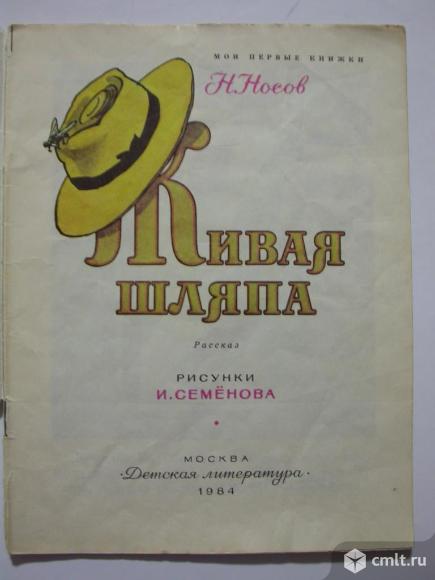 МОИ ПЕРВЫЕ КНИЖКИ
Н. Носов
ЖИВАЯ
ШЛЯПА
Рассказ
РИСУНКИ
И. СЕМЁНОВА
МОСКВА
·Детская литература·
1984
cmlt.ru